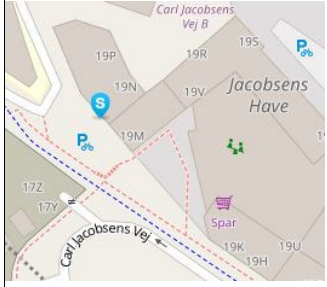 Carl Jacobsens
Vej B
19S
19P
19R
P
19N
19V
Jacobsens
Have
S
P
19M
17Z
17Y
Spar
Carl Jacobsens Vej
19K
19U
19H